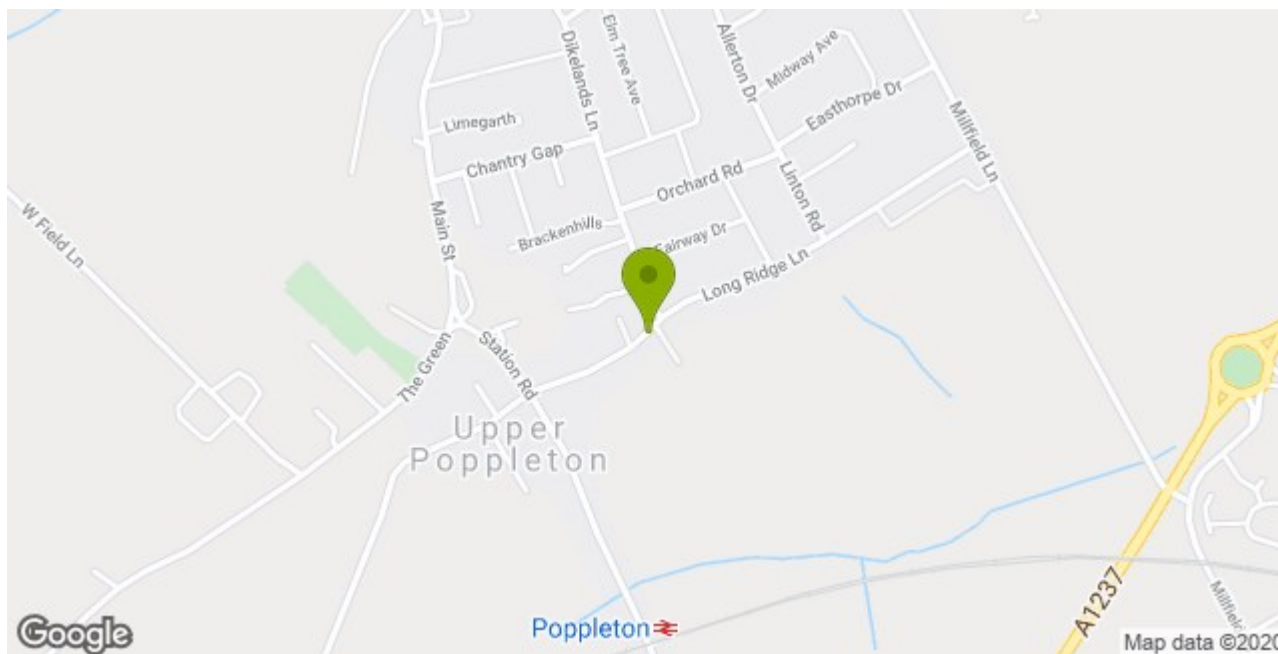 Elm Tree Ave
Allerton Dr
Midway Ave
Dikelands Ln
Easthorpe Dr
Limegarth
Millfield Ln
Chantry Gap
Orchard Rd
Linton Rd
W Field Ln
Main St
Brackenhills
Fairway Dr
Long Ridge Ln
Station Rd
The Green
Upper
Poppleton
A1237
Millfield
Poppleton
Google
Map data ©2020